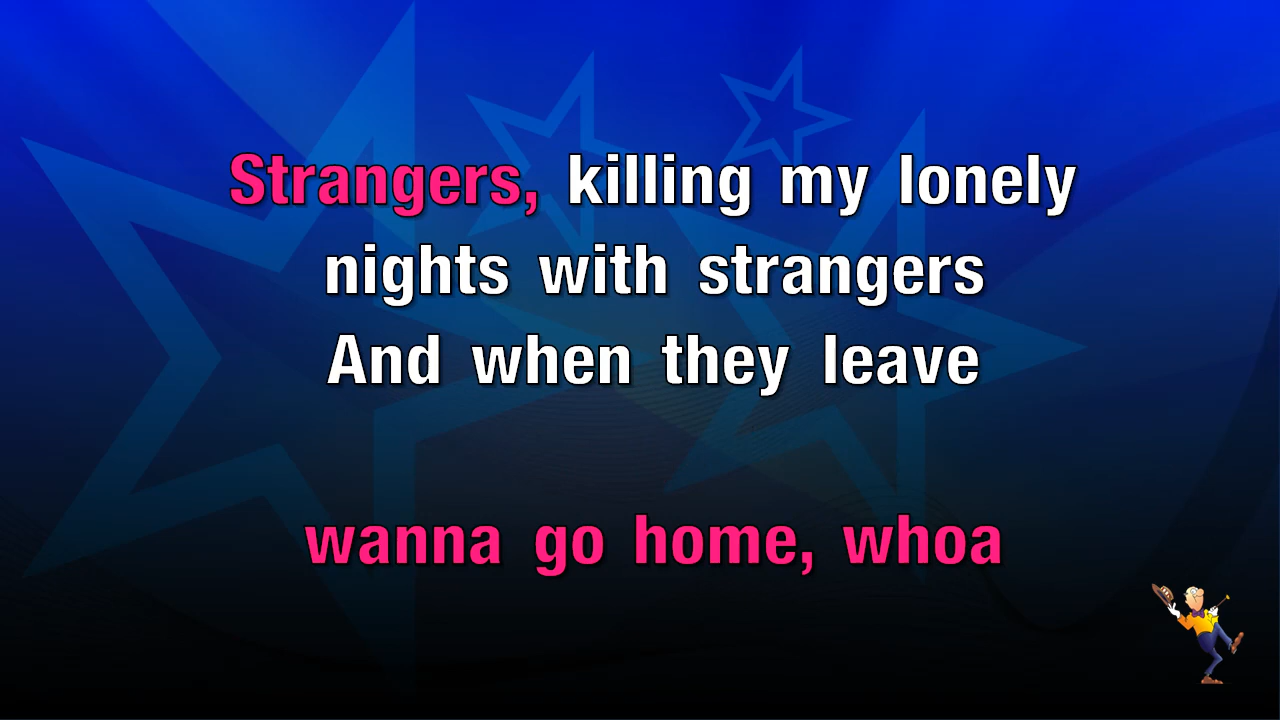 Strangers, killing my lonely
nights with strangers
And when they leave
wanna go home, whoa